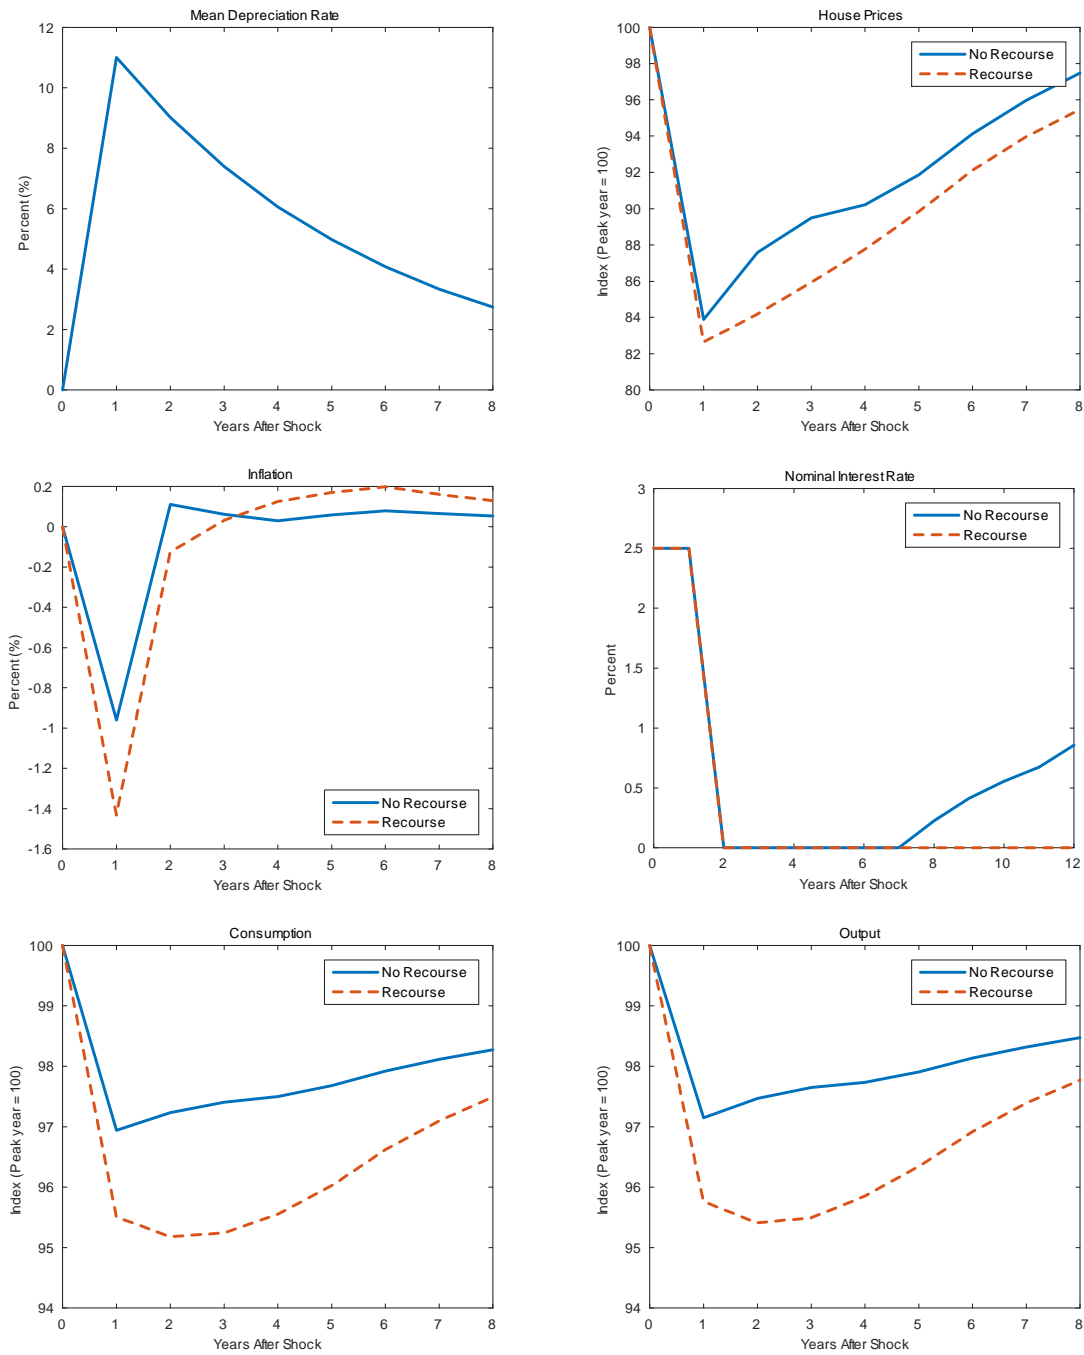 Mean Depreciation Rate
12
10
8
6
4
2
0
Percent (%)
0 1 2 3 4 5 6 7 8
Years After Shock
House Prices
100
98
96
94
92
90
88
86
84
82
80
Index (Peak year = 100)
No Recourse
Recourse
0 1 2 3 4 5 6 7 8
Years After Shock
Inflation
0.2
0
-0.2
-0.4
-0.6
-0.8
-1
-1.2
-1.4
-1.6
Percent (%)
No Recourse
Recourse
0 1 2 3 4 5 6 7 8
Years After Shock
Nominal Interest Rate
3
2.5
2
1.5
1
0.5
0
Percent
No Recourse
Recourse
0 2 4 6 8 10 12
Years After Shock
Consumption
100
99
98
97
96
95
94
Index (Peak year = 100)
No Recourse
Recourse
0 1 2 3 4 5 6 7 8
Years After Shock
Output
100
99
98
97
96
95
94
Index (Peak year = 100)
No Recourse
Recourse
0 1 2 3 4 5 6 7 8
Years After Shock